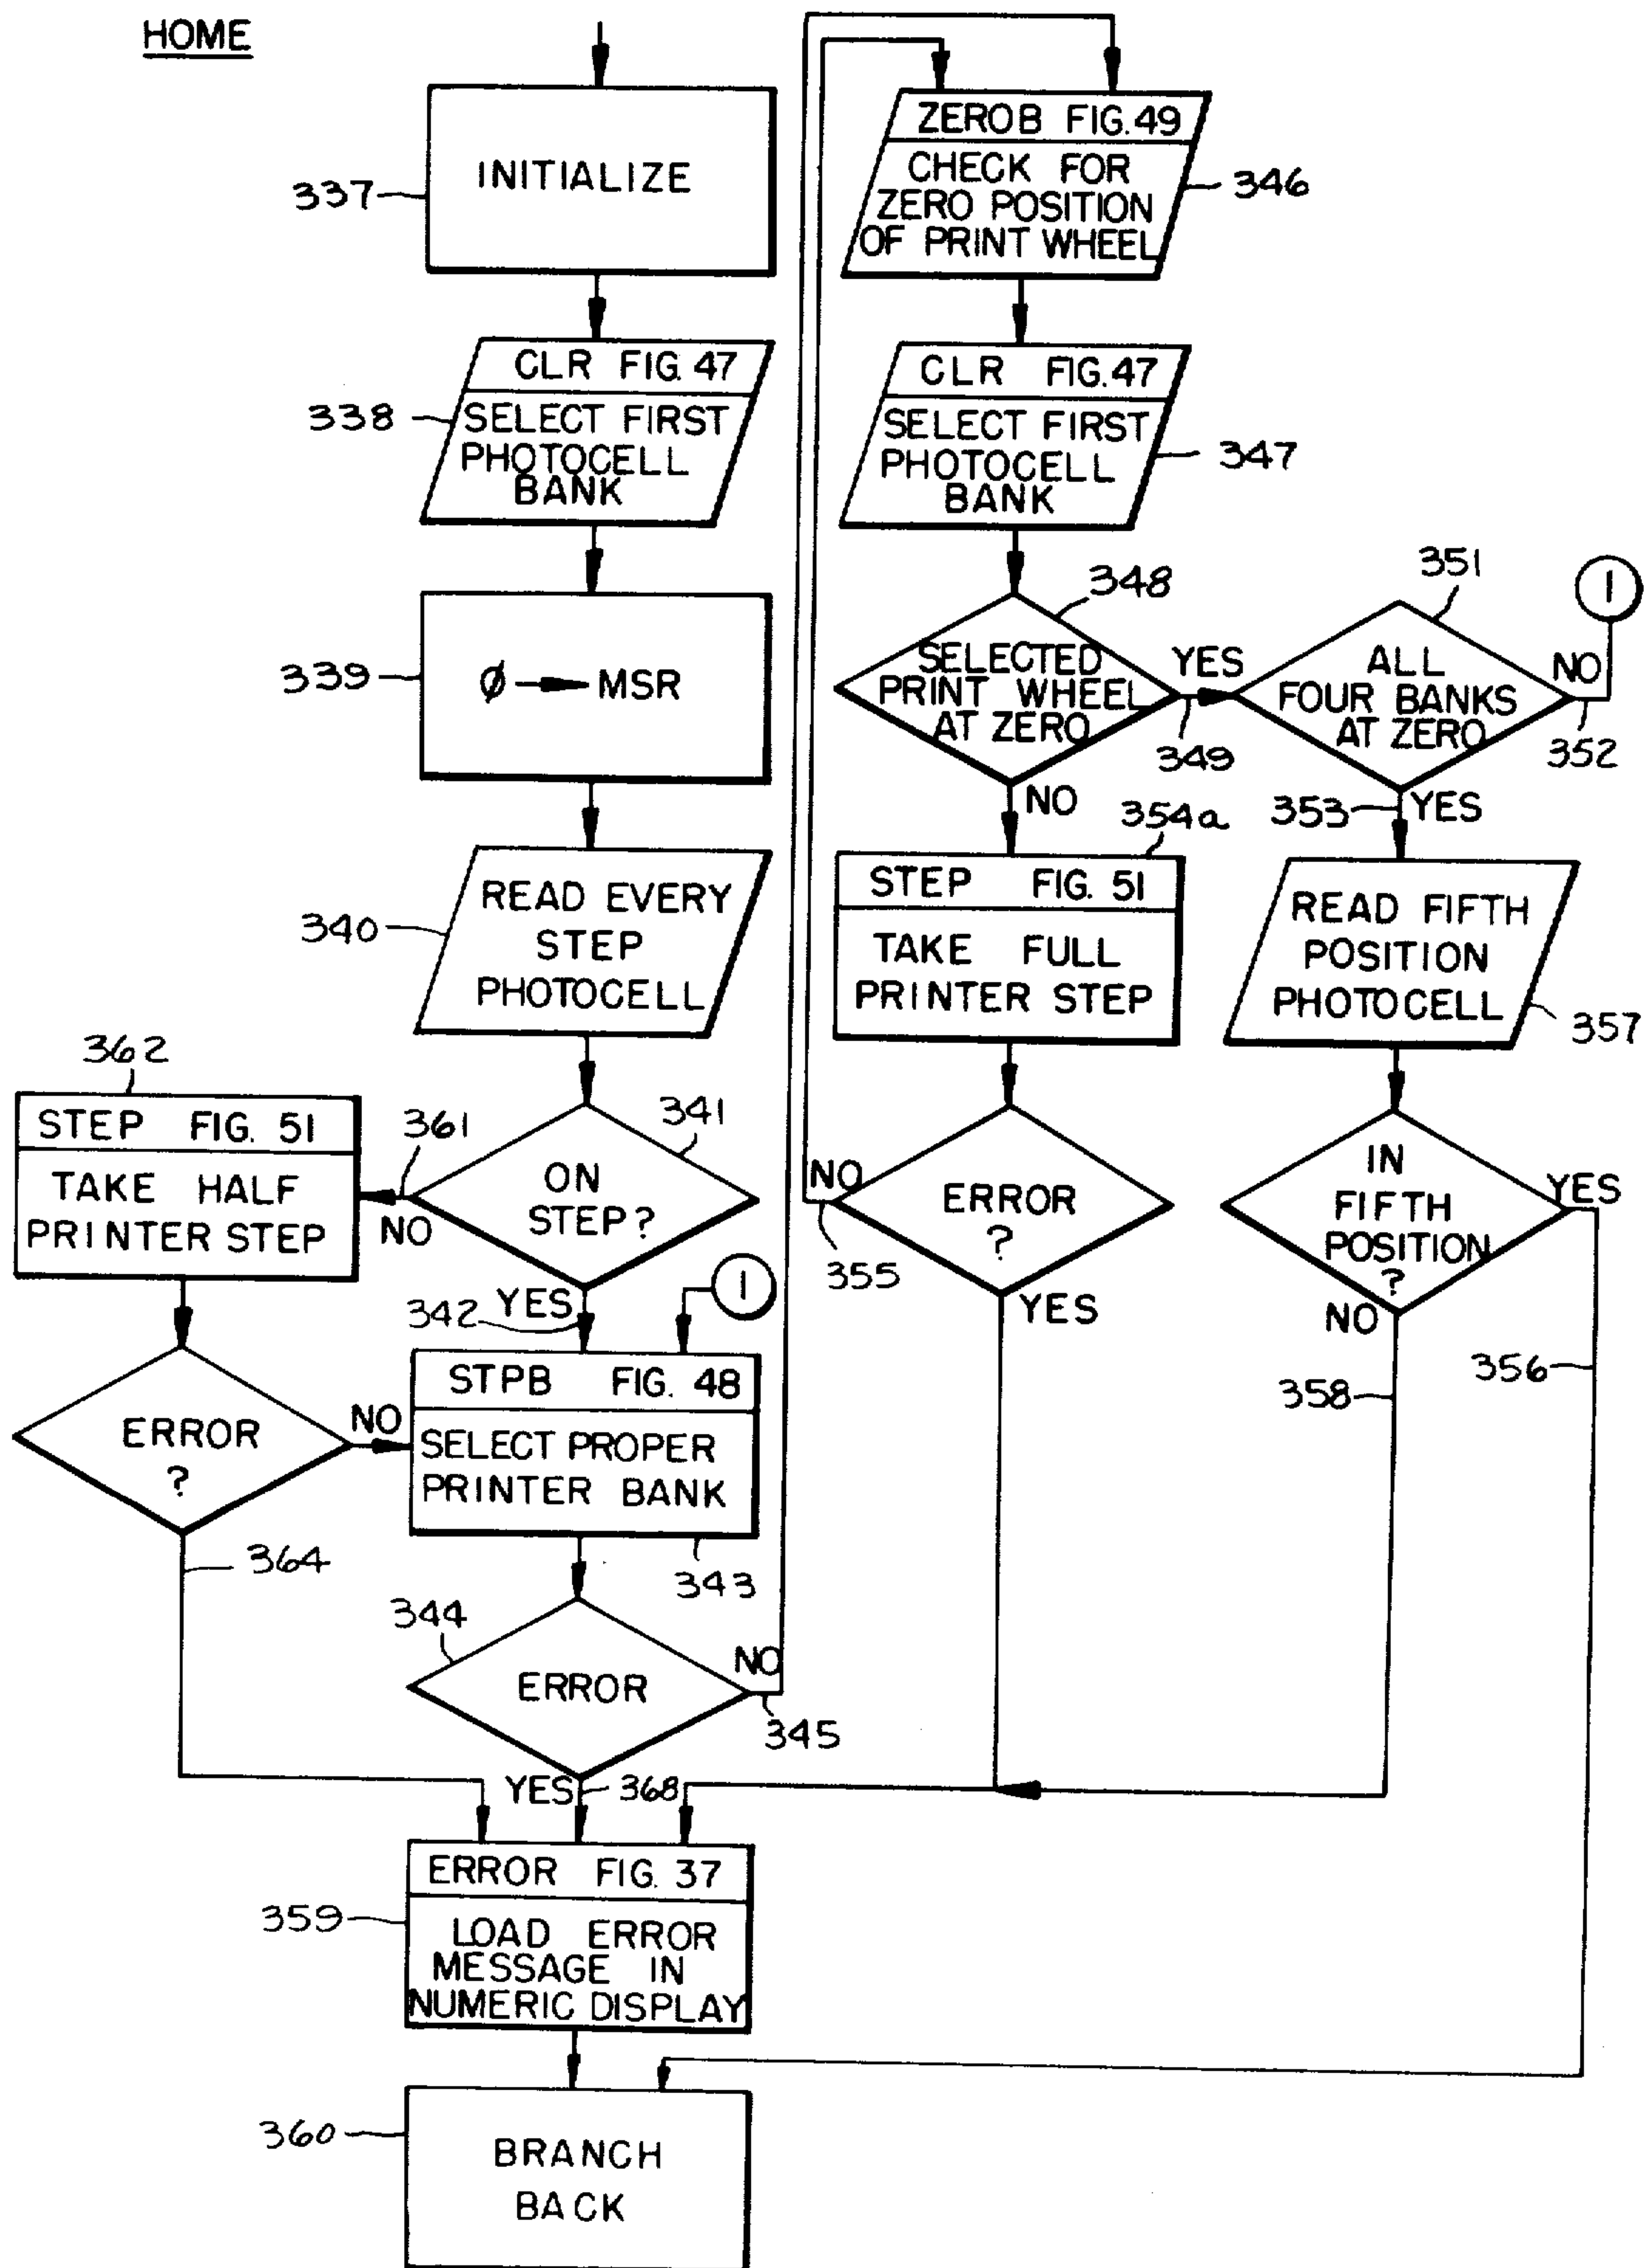 HOME
INITIALIZE
337
CLR FIG. 47
SELECT FIRST
PHOTOCELL
BANK
338
Ø → MSR
339
READ EVERY
STEP
PHOTOCELL
340
ON
STEP?
341
361
NO
YES
342
1
362
STEP FIG. 51
TAKE HALF
PRINTER STEP
ERROR
?
NO
364
STPB FIG. 48
SELECT PROPER
PRINTER BANK
343
344
ERROR
NO
345
YES
368
ERROR FIG. 37
LOAD ERROR
MESSAGE IN
NUMERIC DISPLAY
359
BRANCH
BACK
360
ZEROB FIG. 49
CHECK FOR
ZERO POSITION
OF PRINT WHEEL
346
CLR FIG. 47
SELECT FIRST
PHOTOCELL
BANK
347
348
SELECTED
PRINT WHEEL
AT ZERO
YES
349
NO
354a
STEP FIG. 51
TAKE FULL
PRINTER STEP
ERROR
?
NO
355
YES
351
ALL
FOUR BANKS
AT ZERO
NO
352
1
353
YES
READ FIFTH
POSITION
PHOTOCELL
357
IN
FIFTH
POSITION
?
YES
356
NO
358